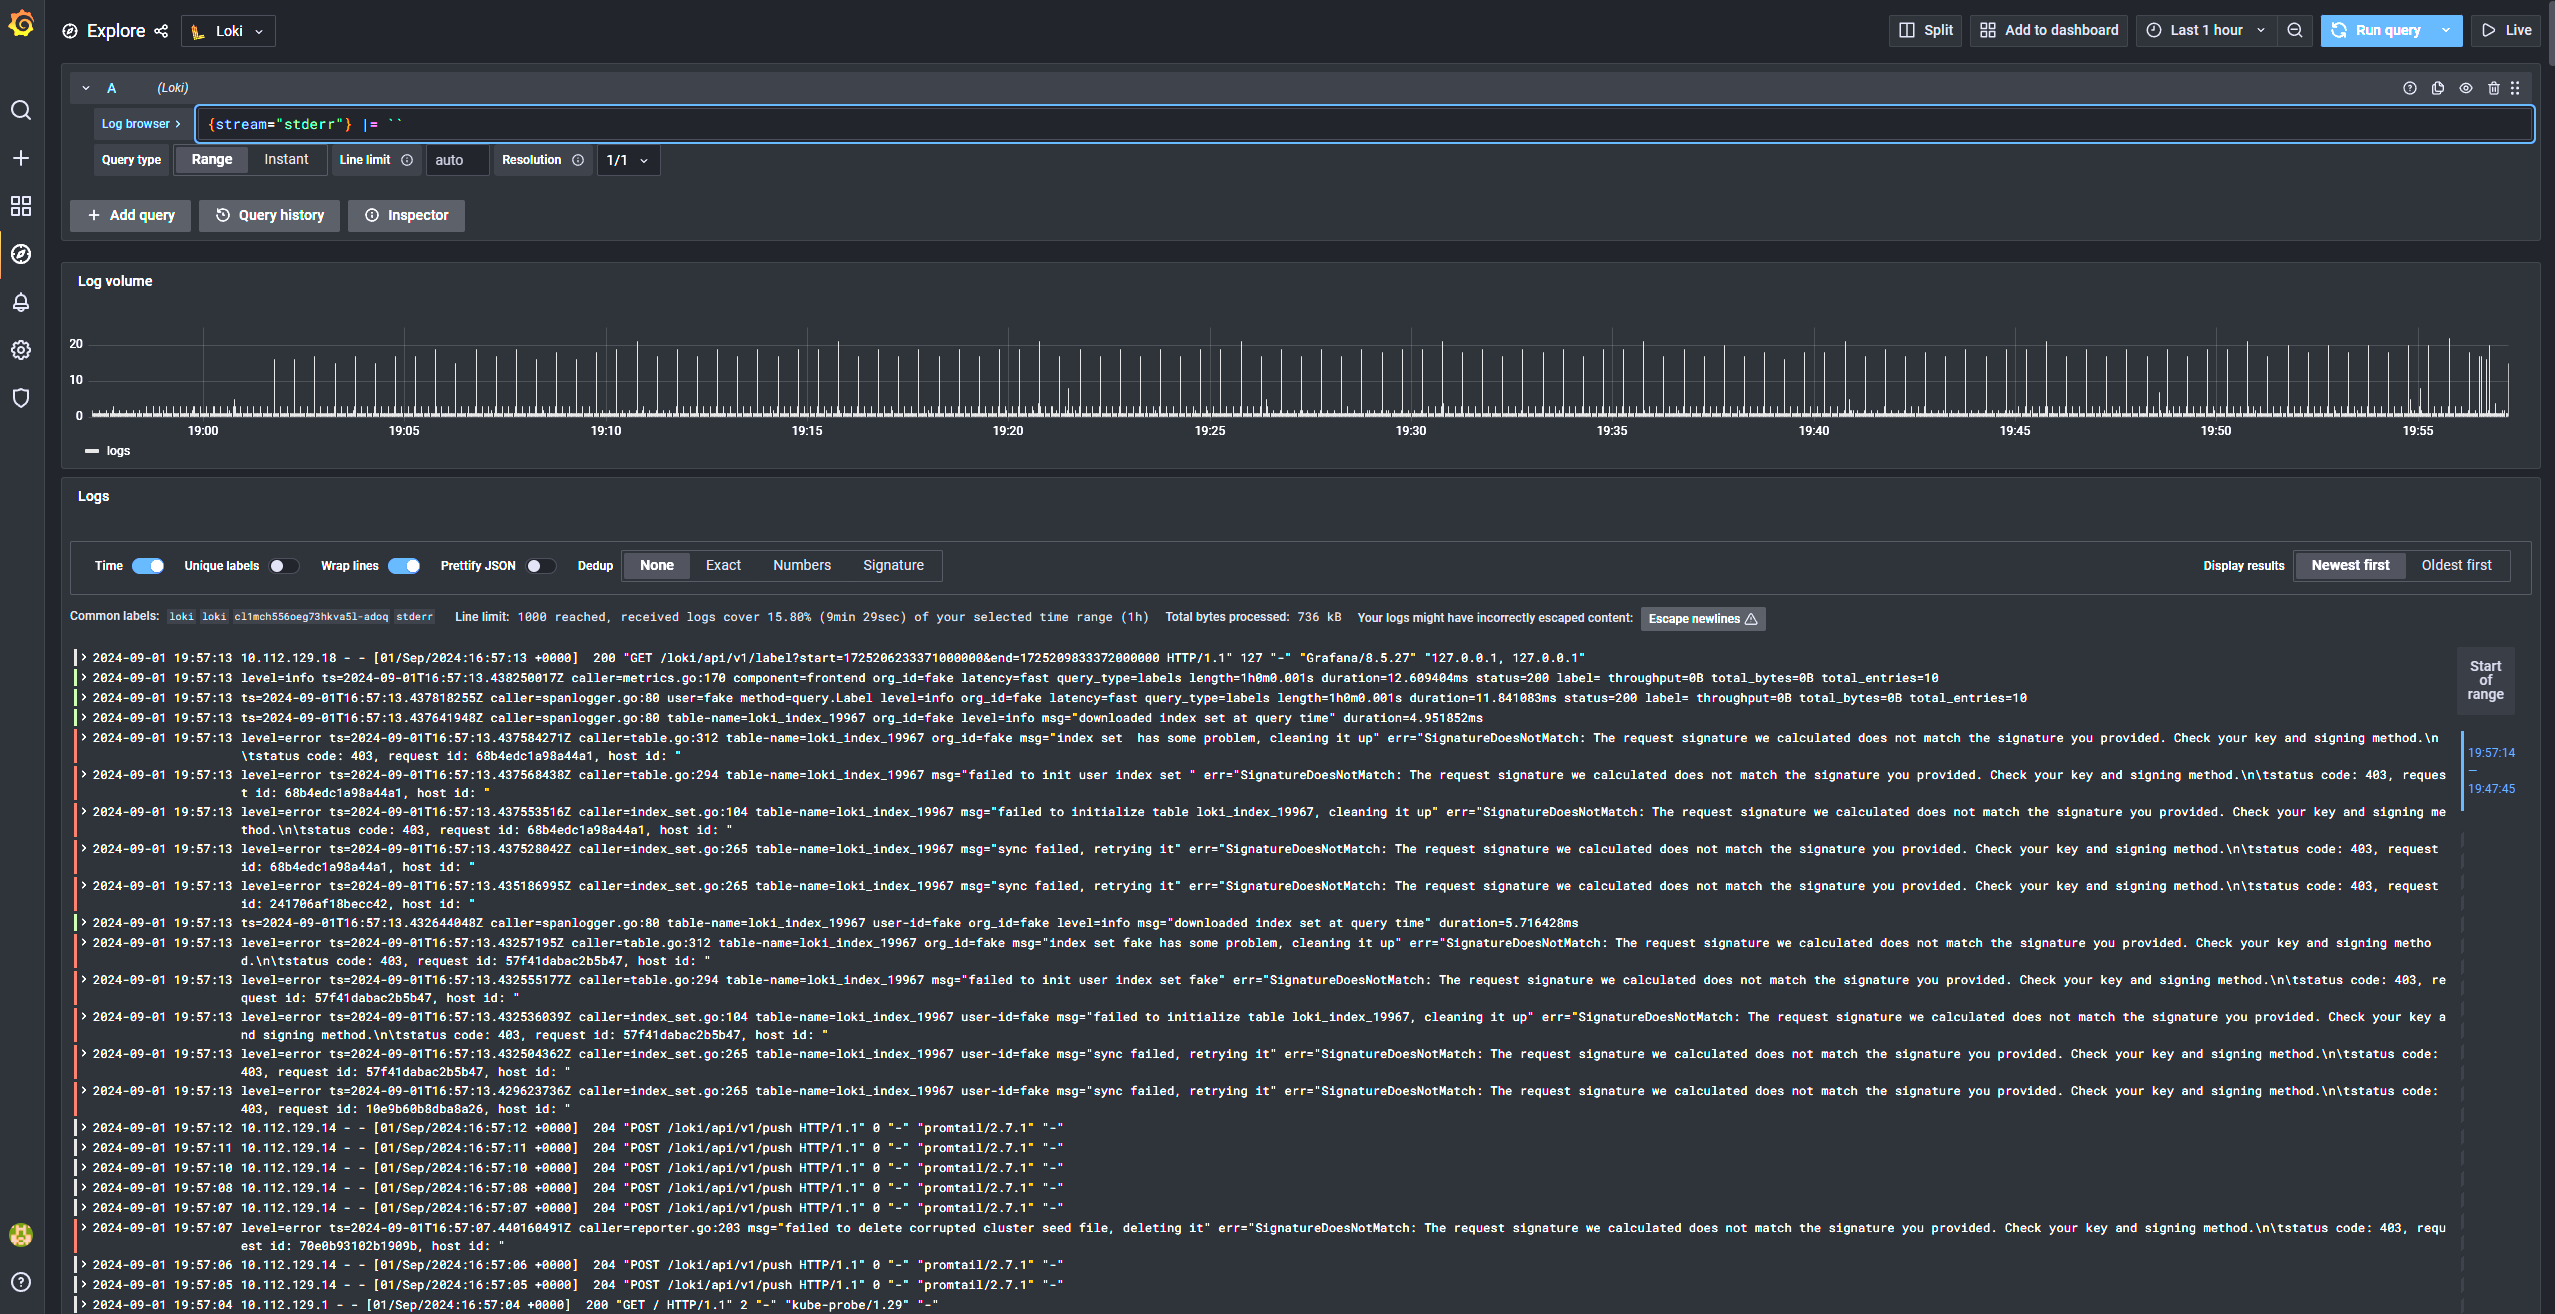 Explore
Loki
Split
Add to dashboard
Last 1 hour
Run query
Live
A (Loki)
Log browser
{stream="stderr"} |= ``
Query type Range Instant Line limit auto Resolution 1/1
Add query
Query history
Inspector
Log volume
20
10
0
19:00 19:05 19:10 19:15 19:20 19:25 19:30 19:35 19:40 19:45 19:50 19:55
logs
Logs
Time Unique labels Wrap lines Prettify JSON Dedup None Exact Numbers Signature
Display results Newest first Oldest first
Common labels: loki loki cl1mch556oeg73hkva5l-adoq stderr Line limit: 1000 reached, received logs cover 15.80% (9min 29sec) of your selected time range (1h) Total bytes processed: 736 kB Your logs might have incorrectly escaped content: Escape newlines
2024-09-01 19:57:13 10.112.129.18 - - [01/Sep/2024:16:57:13 +0000]  200 "GET /loki/api/v1/label?start=1725206233371000000&end=1725209833372000000 HTTP/1.1" 127 "-" "Grafana/8.5.27" "127.0.0.1, 127.0.0.1"
2024-09-01 19:57:13 level=info ts=2024-09-01T16:57:13.438250017Z caller=metrics.go:170 component=frontend org_id=fake latency=fast query_type=labels length=1h0m0.001s duration=12.609404ms status=200 label= throughput=0B total_bytes=0B total_entries=10
2024-09-01 19:57:13 ts=2024-09-01T16:57:13.437818255Z caller=spanlogger.go:80 user=fake method=query.Label level=info org_id=fake latency=fast query_type=labels length=1h0m0.001s duration=11.841083ms status=200 label= throughput=0B total_bytes=0B total_entries=10
2024-09-01 19:57:13 ts=2024-09-01T16:57:13.437641948Z caller=spanlogger.go:80 table-name=loki_index_19967 org_id=fake level=info msg="downloaded index set at query time" duration=4.951852ms
2024-09-01 19:57:13 level=error ts=2024-09-01T16:57:13.437584271Z caller=table.go:312 table-name=loki_index_19967 org_id=fake msg="index set  has some problem, cleaning it up" err="SignatureDoesNotMatch: The request signature we calculated does not match the signature you provided. Check your key and signing method.\n
\tstatus code: 403, request id: 68b4edc1a98a44a1, host id: "
2024-09-01 19:57:13 level=error ts=2024-09-01T16:57:13.437568438Z caller=table.go:294 table-name=loki_index_19967 msg="failed to init user index set " err="SignatureDoesNotMatch: The request signature we calculated does not match the signature you provided. Check your key and signing method.\n\tstatus code: 403, reques
t id: 68b4edc1a98a44a1, host id: "
2024-09-01 19:57:13 level=error ts=2024-09-01T16:57:13.437553516Z caller=index_set.go:104 table-name=loki_index_19967 msg="failed to initialize table loki_index_19967, cleaning it up" err="SignatureDoesNotMatch: The request signature we calculated does not match the signature you provided. Check your key and signing me
thod.\n\tstatus code: 403, request id: 68b4edc1a98a44a1, host id: "
2024-09-01 19:57:13 level=error ts=2024-09-01T16:57:13.437528042Z caller=index_set.go:265 table-name=loki_index_19967 msg="sync failed, retrying it" err="SignatureDoesNotMatch: The request signature we calculated does not match the signature you provided. Check your key and signing method.\n\tstatus code: 403, request
id: 68b4edc1a98a44a1, host id: "
2024-09-01 19:57:13 level=error ts=2024-09-01T16:57:13.435186995Z caller=index_set.go:265 table-name=loki_index_19967 msg="sync failed, retrying it" err="SignatureDoesNotMatch: The request signature we calculated does not match the signature you provided. Check your key and signing method.\n\tstatus code: 403, request
id: 241706af18becc42, host id: "
2024-09-01 19:57:13 ts=2024-09-01T16:57:13.432644048Z caller=spanlogger.go:80 table-name=loki_index_19967 user-id=fake org_id=fake level=info msg="downloaded index set at query time" duration=5.716428ms
2024-09-01 19:57:13 level=error ts=2024-09-01T16:57:13.43257195Z caller=table.go:312 table-name=loki_index_19967 org_id=fake msg="index set fake has some problem, cleaning it up" err="SignatureDoesNotMatch: The request signature we calculated does not match the signature you provided. Check your key and signing metho
d.\n\tstatus code: 403, request id: 57f41dabac2b5b47, host id: "
2024-09-01 19:57:13 level=error ts=2024-09-01T16:57:13.432555177Z caller=table.go:294 table-name=loki_index_19967 msg="failed to init user index set fake" err="SignatureDoesNotMatch: The request signature we calculated does not match the signature you provided. Check your key and signing method.\n\tstatus code: 403, re
quest id: 57f41dabac2b5b47, host id: "
2024-09-01 19:57:13 level=error ts=2024-09-01T16:57:13.432536039Z caller=index_set.go:104 table-name=loki_index_19967 user-id=fake msg="failed to initialize table loki_index_19967, cleaning it up" err="SignatureDoesNotMatch: The request signature we calculated does not match the signature you provided. Check your key a
nd signing method.\n\tstatus code: 403, request id: 57f41dabac2b5b47, host id: "
2024-09-01 19:57:13 level=error ts=2024-09-01T16:57:13.432504362Z caller=index_set.go:265 table-name=loki_index_19967 user-id=fake msg="sync failed, retrying it" err="SignatureDoesNotMatch: The request signature we calculated does not match the signature you provided. Check your key and signing method.\n\tstatus code:
403, request id: 57f41dabac2b5b47, host id: "
2024-09-01 19:57:13 level=error ts=2024-09-01T16:57:13.429623736Z caller=index_set.go:265 table-name=loki_index_19967 user-id=fake msg="sync failed, retrying it" err="SignatureDoesNotMatch: The request signature we calculated does not match the signature you provided. Check your key and signing method.\n\tstatus code:
403, request id: 10e9b60b8dba8a26, host id: "
2024-09-01 19:57:12 10.112.129.14 - - [01/Sep/2024:16:57:12 +0000]  204 "POST /loki/api/v1/push HTTP/1.1" 0 "-" "promtail/2.7.1" "-"
2024-09-01 19:57:11 10.112.129.14 - - [01/Sep/2024:16:57:11 +0000]  204 "POST /loki/api/v1/push HTTP/1.1" 0 "-" "promtail/2.7.1" "-"
2024-09-01 19:57:10 10.112.129.14 - - [01/Sep/2024:16:57:10 +0000]  204 "POST /loki/api/v1/push HTTP/1.1" 0 "-" "promtail/2.7.1" "-"
2024-09-01 19:57:08 10.112.129.14 - - [01/Sep/2024:16:57:08 +0000]  204 "POST /loki/api/v1/push HTTP/1.1" 0 "-" "promtail/2.7.1" "-"
2024-09-01 19:57:07 10.112.129.14 - - [01/Sep/2024:16:57:07 +0000]  204 "POST /loki/api/v1/push HTTP/1.1" 0 "-" "promtail/2.7.1" "-"
2024-09-01 19:57:07 level=error ts=2024-09-01T16:57:07.440160491Z caller=reporter.go:203 msg="failed to delete corrupted cluster seed file, deleting it" err="SignatureDoesNotMatch: The request signature we calculated does not match the signature you provided. Check your key and signing method.\n\tstatus code: 403, requ
est id: 70e0b93102b1909b, host id: "
2024-09-01 19:57:06 10.112.129.14 - - [01/Sep/2024:16:57:06 +0000]  204 "POST /loki/api/v1/push HTTP/1.1" 0 "-" "promtail/2.7.1" "-"
2024-09-01 19:57:05 10.112.129.14 - - [01/Sep/2024:16:57:05 +0000]  204 "POST /loki/api/v1/push HTTP/1.1" 0 "-" "promtail/2.7.1" "-"
2024-09-01 19:57:04 10.112.129.1 - - [01/Sep/2024:16:57:04 +0000]  200 "GET / HTTP/1.1" 2 "-" "kube-probe/1.29" "-"
Start
of
range
19:57:14
—
19:47:45